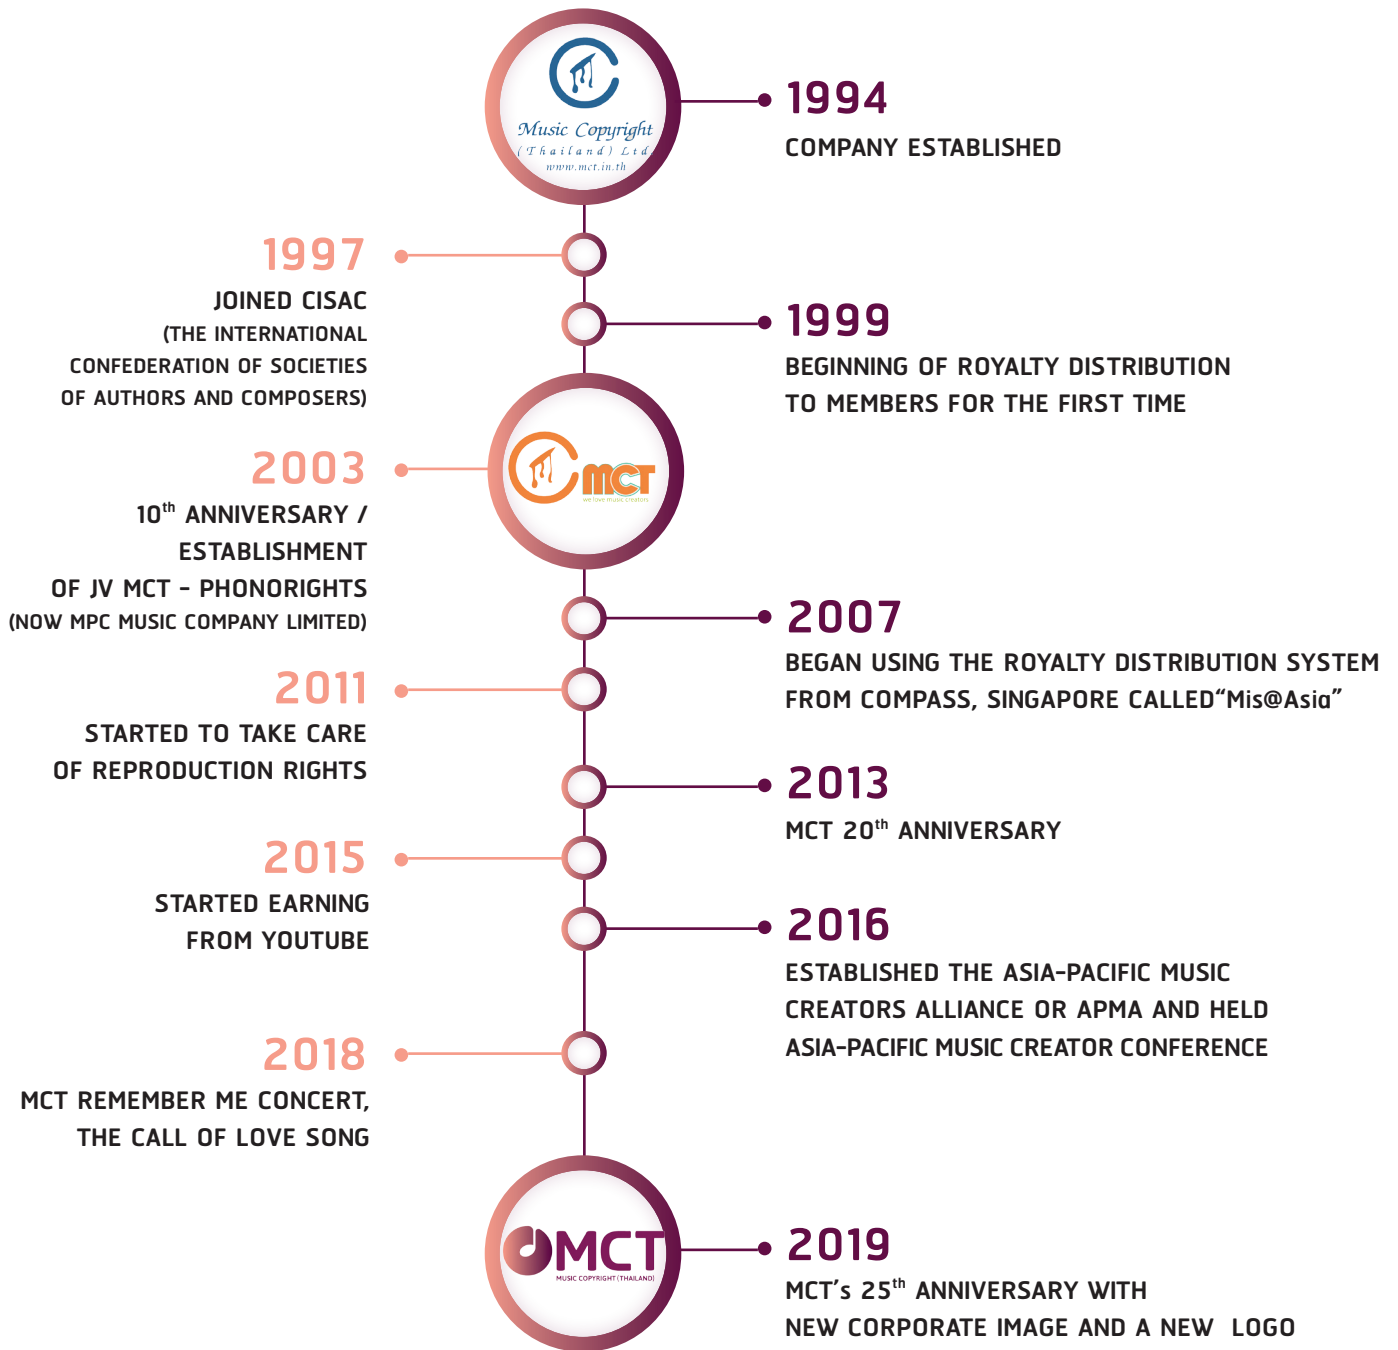 Music Copyright
(Thailand) Ltd.
www.mct.in.th
1994
COMPANY ESTABLISHED
1997
JOINED CISAC
(THE INTERNATIONAL
CONFEDERATION OF SOCIETIES
OF AUTHORS AND COMPOSERS)
1999
BEGINNING OF ROYALTY DISTRIBUTION
TO MEMBERS FOR THE FIRST TIME
MCT
we love music creators
2003
10th ANNIVERSARY /
ESTABLISHMENT
OF JV MCT - PHONORIGHTS
(NOW MPC MUSIC COMPANY LIMITED)
2007
BEGAN USING THE ROYALTY DISTRIBUTION SYSTEM
FROM COMPASS, SINGAPORE CALLED“Mis@Asia”
2011
STARTED TO TAKE CARE
OF REPRODUCTION RIGHTS
2013
MCT 20th ANNIVERSARY
2015
STARTED EARNING
FROM YOUTUBE
2016
ESTABLISHED THE ASIA-PACIFIC MUSIC
CREATORS ALLIANCE OR APMA AND HELD
ASIA-PACIFIC MUSIC CREATOR CONFERENCE
2018
MCT REMEMBER ME CONCERT,
THE CALL OF LOVE SONG
MCT
MUSIC COPYRIGHT (THAILAND)
2019
MCT's 25th ANNIVERSARY WITH
NEW CORPORATE IMAGE AND A NEW LOGO